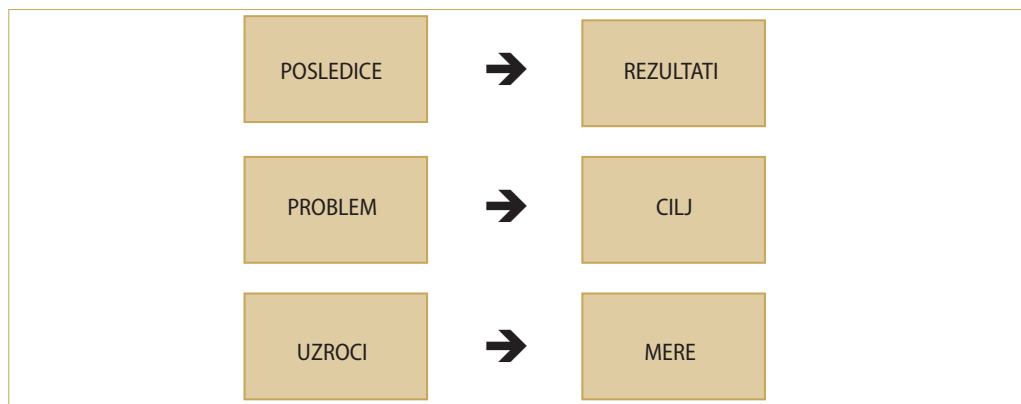 POSLEDICE
REZULTATI
PROBLEM
CILJ
UZROCI
MERE